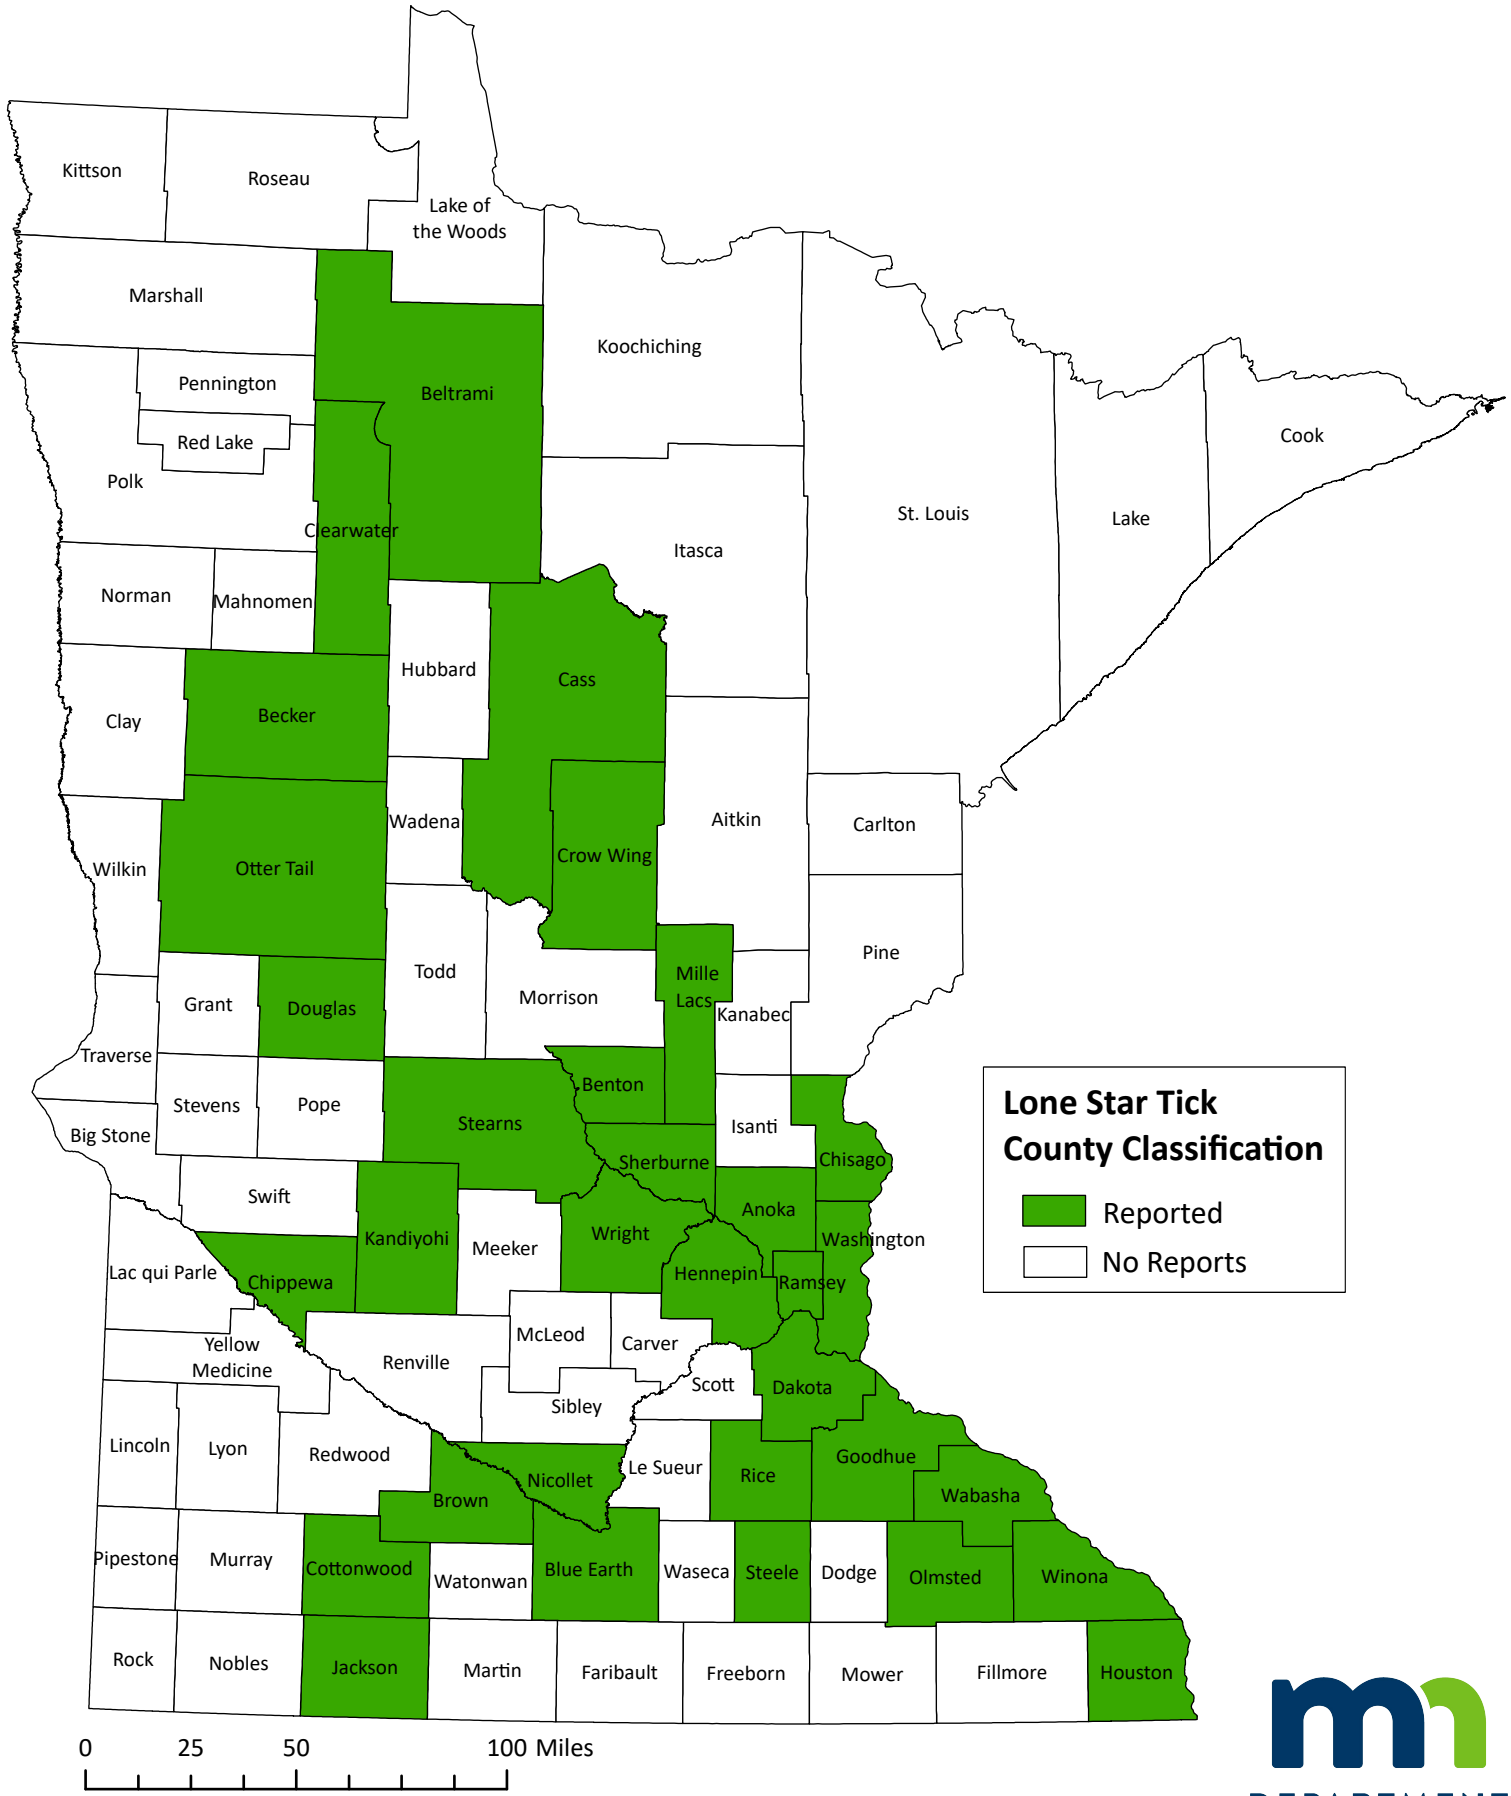 Kittson
Roseau
Lake of
the Woods
Marshall
Koochiching
Pennington
Beltrami
Red Lake
Cook
Polk
St. Louis
Lake
Clearwater
Itasca
Norman
Mahnomen
Hubbard
Cass
Clay
Becker
Wadena
Aitkin
Carlton
Crow Wing
Wilkin
Otter Tail
Pine
Todd
Mille
Lacs
Morrison
Grant
Douglas
Kanabec
Traverse
Benton
Stevens
Pope
Stearns
Isanti
Big Stone
Sherburne
Chisago
Swift
Anoka
Wright
Kandiyohi
Washington
Meeker
Lac qui Parle
Chippewa
Hennepin
Ramsey
McLeod
Carver
Yellow
Medicine
Renville
Scott
Dakota
Sibley
Lincoln
Lyon
Redwood
Le Sueur
Goodhue
Nicollet
Rice
Brown
Wabasha
Pipestone
Murray
Cottonwood
Watonwan
Blue Earth
Waseca
Steele
Dodge
Olmsted
Winona
Rock
Nobles
Jackson
Martin
Faribault
Freeborn
Mower
Fillmore
Houston
Lone Star Tick
County Classification
Reported
No Reports
0 25 50 100 Miles
mn
DEPARTMENT